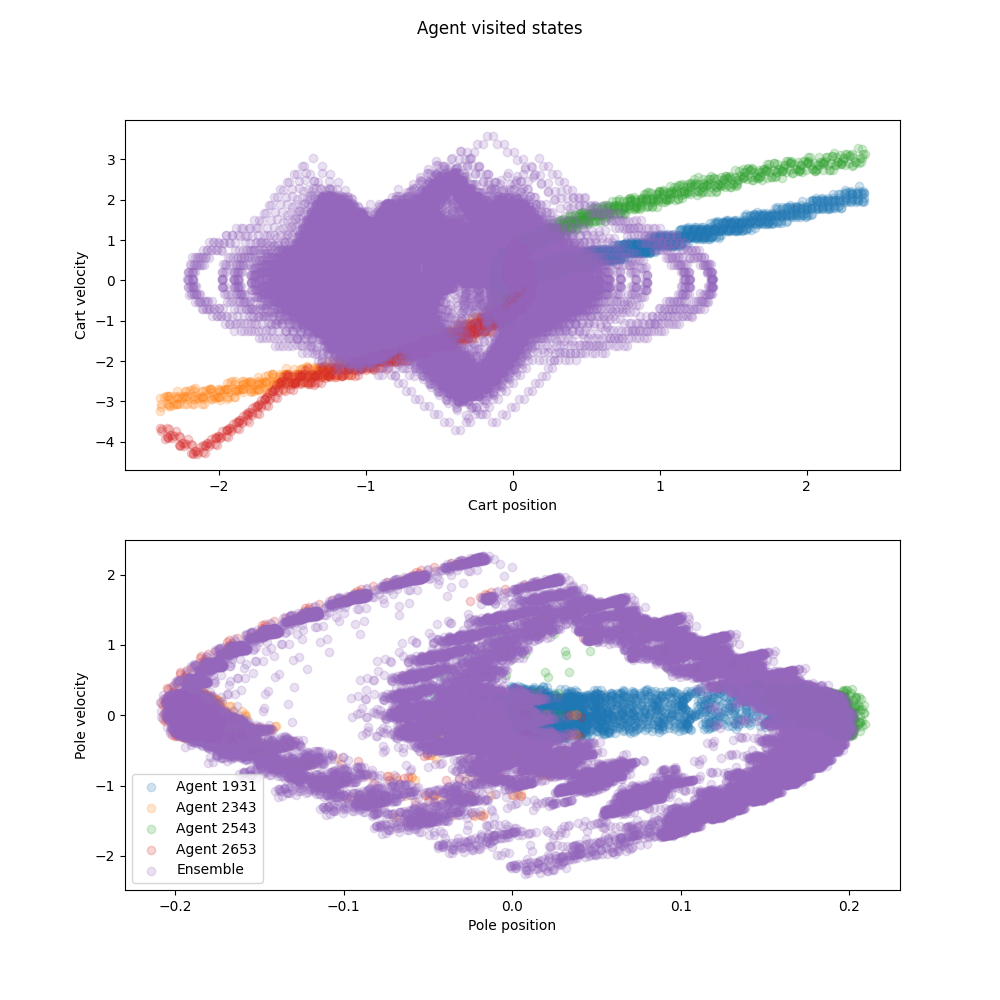 Agent visited states
3
2
1
0
−1
−2
−3
−4
Cart velocity
−2
−1
0
1
2
Cart position
2
1
0
−1
−2
Pole velocity
Agent 1931
Agent 2343
Agent 2543
Agent 2653
Ensemble
−0.2
−0.1
0.0
0.1
0.2
Pole position